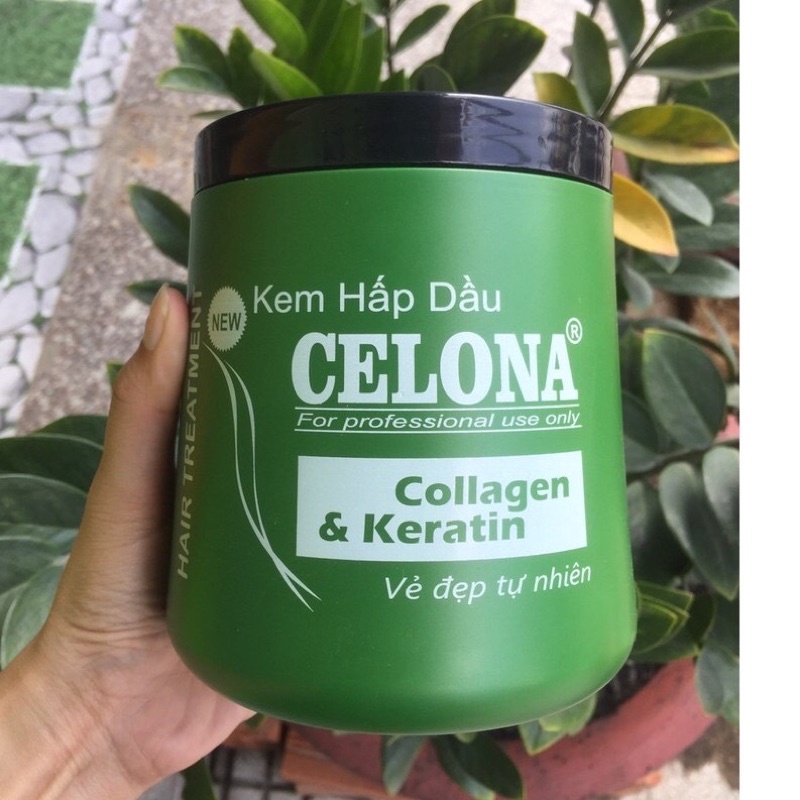 NEW
Kem Hấp Dầu
CELONA®
For professional use only
Collagen
& Keratin
Vẻ đẹp tự nhiên
HAIR TREATMENT